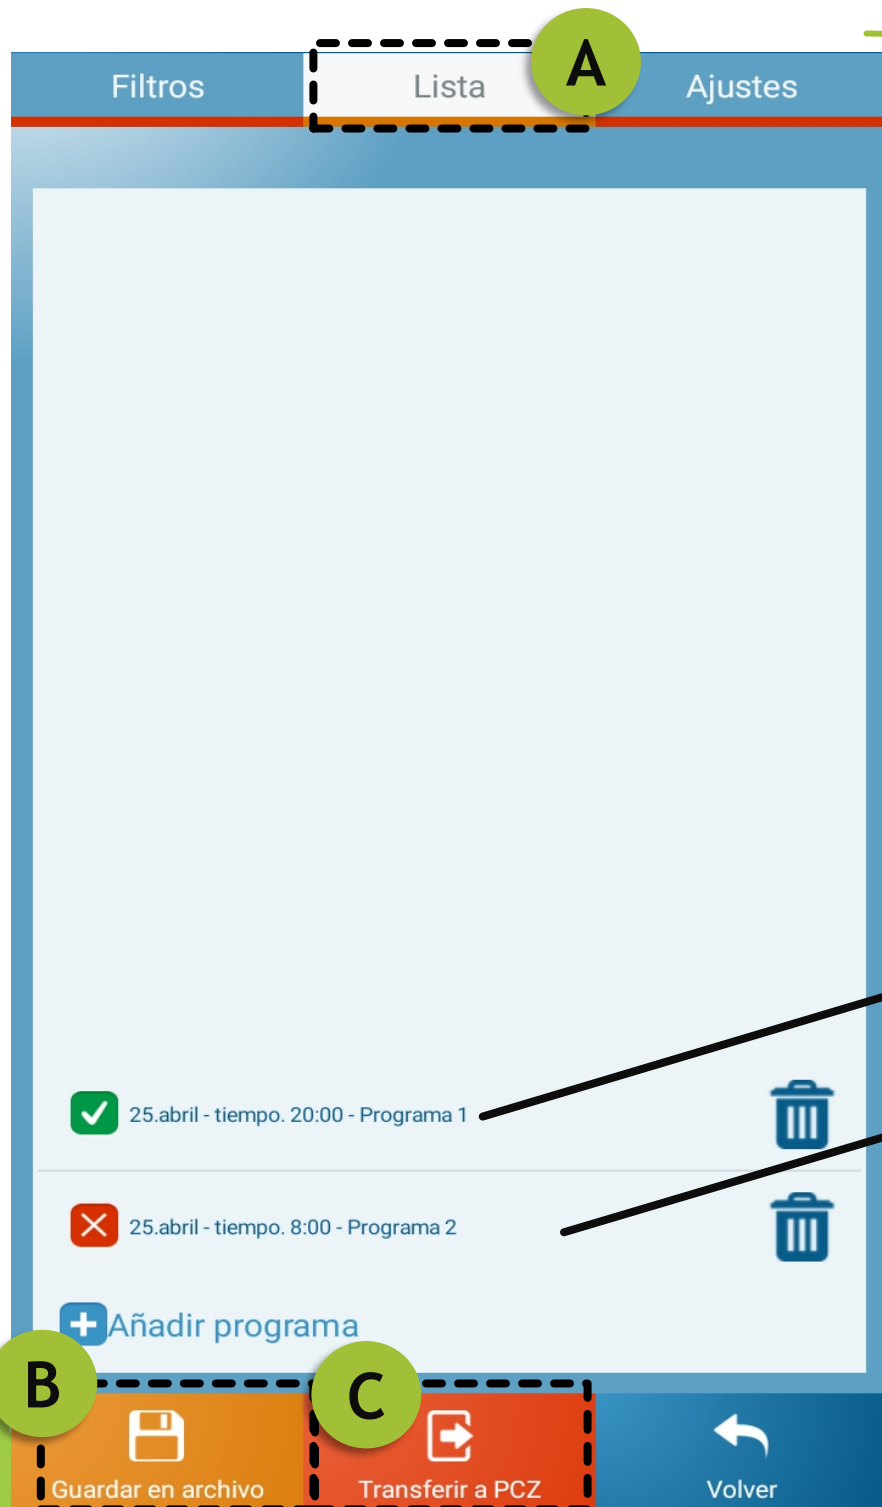 A
Filtros Lista Ajustes
25.abril - tiempo. 20:00 - Programa 1
25.abril - tiempo. 8:00 - Programa 2
Añadir programa
B
C
Guardar en archivo Transferir a PCZ Volver